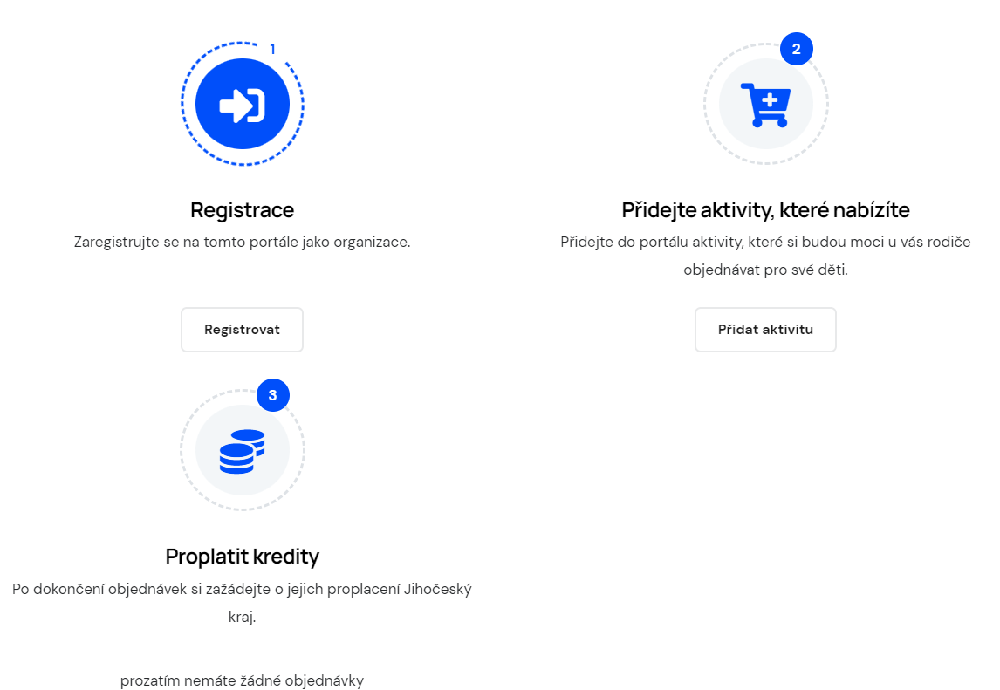 1
Registrace
Zaregistrujte se na tomto portále jako organizace.
Registrovat
2
Přidejte aktivity, které nabízíte
Přidejte do portálu aktivity, které si budou moci u vás rodiče
objednávat pro své děti.
Přidat aktivitu
3
Proplatit kredity
Po dokončení objednávek si zažádejte o jejich proplacení Jihočeský
kraj.
prozatím nemáte žádné objednávky